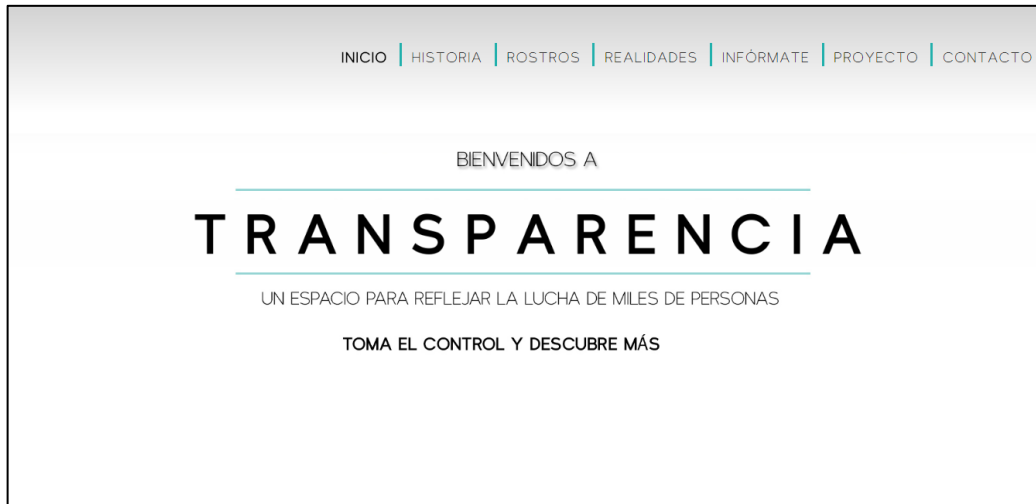 INICIO | HISTORIA | ROSTROS | REALIDADES | INFÓRMATE | PROYECTO | CONTACTO
BIENVENIDOS A
TRANSPARENCIA
UN ESPACIO PARA REFLEJAR LA LUCHA DE MILES DE PERSONAS
TOMA EL CONTROL Y DESCUBRE MÁS